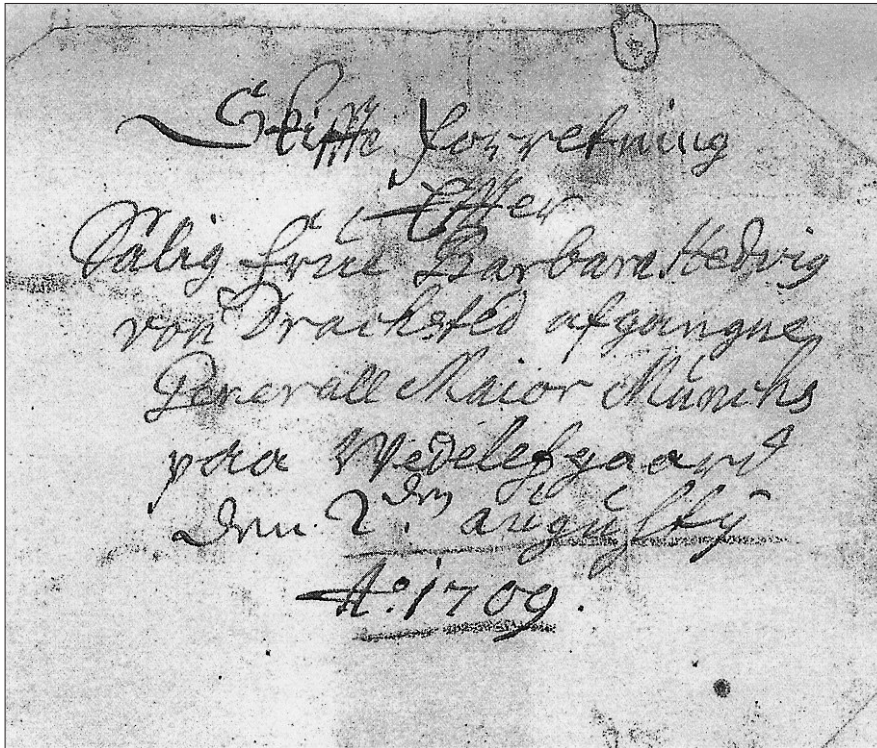 Skiffte forretning
Effter
Salig Frue Barbara Hedvig
von Drachsted afgangne
Generall Maior Münchs
paa Wedelefsgaard
den 2den augusty
Ao. 1709.